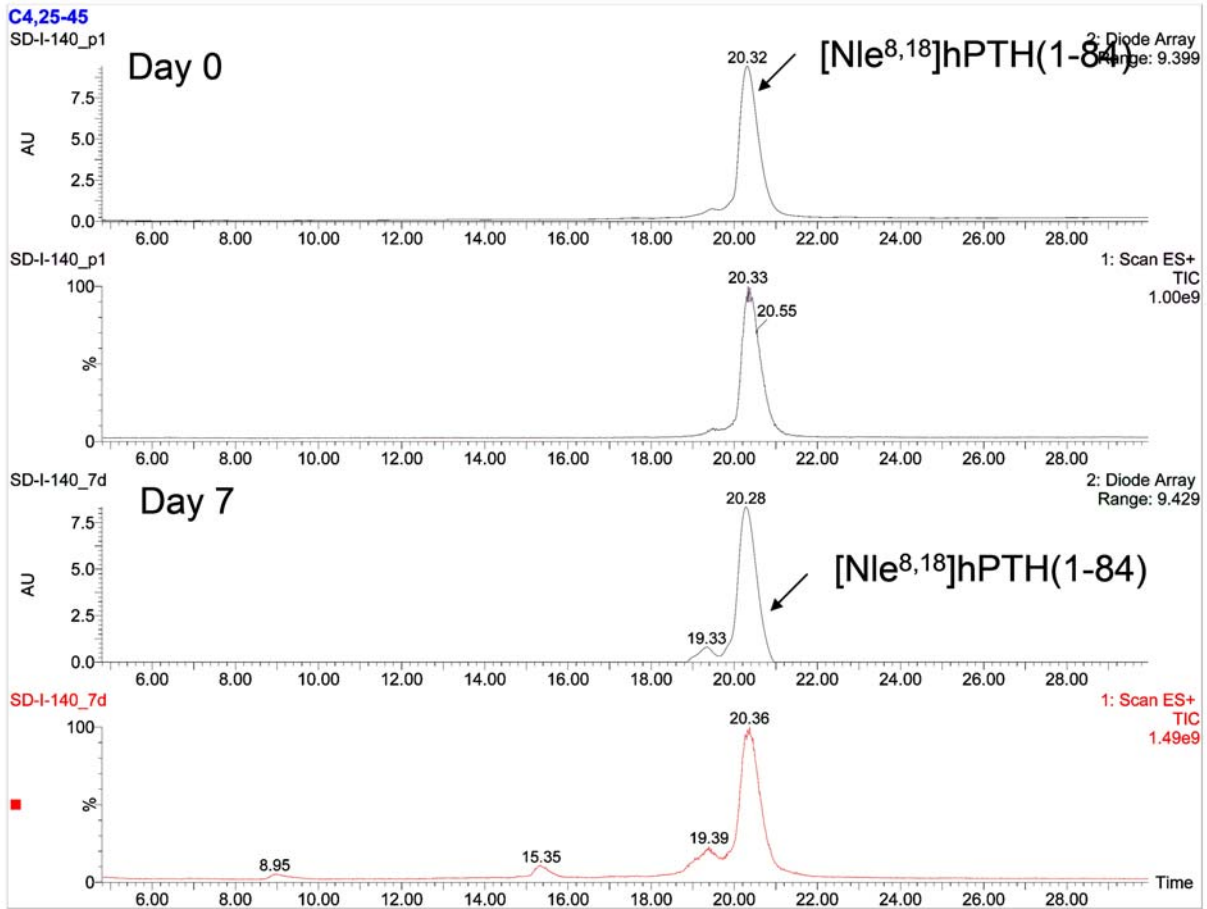 C4,25-45
SD-I-140_p1
2: Diode Array
Range: 9.399
Day 0
[Nle8,18]hPTH(1-84)
20.32
AU
7.5
5.0
2.5
0.0
6.00 8.00 10.00 12.00 14.00 16.00 18.00 20.00 22.00 24.00 26.00 28.00
SD-I-140_p1
1: Scan ES+
TIC
1.00e9
20.33
20.55
100
%
0
6.00 8.00 10.00 12.00 14.00 16.00 18.00 20.00 22.00 24.00 26.00 28.00
SD-I-140_7d
2: Diode Array
Range: 9.429
Day 7
[Nle8,18]hPTH(1-84)
20.28
19.33
AU
7.5
5.0
2.5
0.0
6.00 8.00 10.00 12.00 14.00 16.00 18.00 20.00 22.00 24.00 26.00 28.00
SD-I-140_7d
1: Scan ES+
TIC
1.49e9
20.36
19.39
15.35
8.95
100
%
0
Time
6.00 8.00 10.00 12.00 14.00 16.00 18.00 20.00 22.00 24.00 26.00 28.00